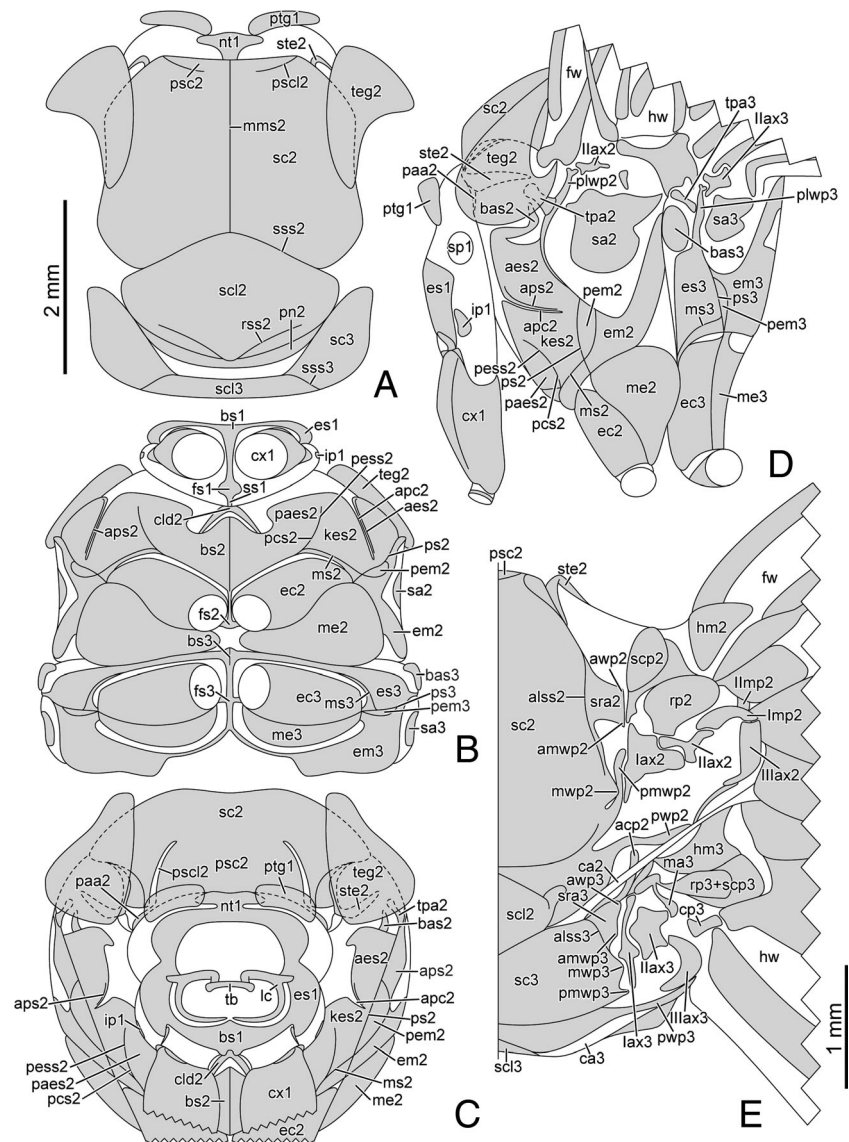 ptg1
nt1
ste2
psc2
pscl2
teg2
mms2
sc2
sss2
scl2
pn2
rss2
sc3
sss3
scl3
2 mm
A
bs1
es1
ip1
cx1
pess2
teg2
fs1
ss1
apc2
aes2
cld2
paes2
aps2
kes2
pcs2
bs2
ps2
ms2
pem2
ec2
sa2
fs2
me2
em2
bs3
bas3
fs3
es3
ec3
ms3
ps3
pem3
sa3
me3
em3
B
sc2
pscl2
psc2
ptg1
teg2
paa2
ste2
nt1
tpa2
bas2
aes2
aps2
aps2
tb
lc
es1
apc2
ip1
kes2
ps2
bs1
pem2
pess2
em2
paes2
cld2
ms2
pcs2
bs2
cx1
me2
ec2
C
fw
sc2
hw
tpa3
IIax3
ste2
teg2
IIax2
paa2
plwp2
plwp3
ptg1
bas2
tpa2
sa3
sp1
sa2
bas3
aes2
es1
aps2
pem2
es3
em3
ps3
ip1
apc2
ms3
kes2
em2
pem3
pess2
ps2
me2
paes2
ms2
ec3
me3
cx1
pcs2
ec2
D
psc2
ste2
fw
hm2
awp2
scp2
IImp2
alss2
sra2
rp2
Imp2
sc2
amwp2
Iax2
IIax2
IIIax2
mwp2
pmwp2
pwp2
acp2
hm3
ca2
ma3
awp3
rp3+scp3
sra3
cp3
scl2
alss3
hw
amwp3
IIax3
sc3
mwp3
pmwp3
IIIax3
pwp3
Iax3
scl3
ca3
1 mm
E